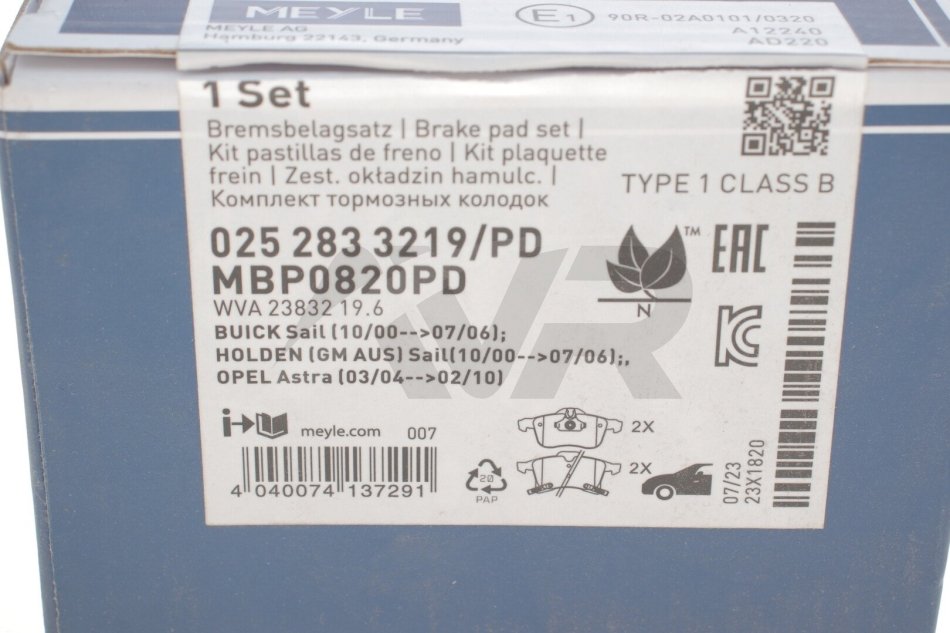 MEYLE
MEYLE AG
Hamburg 22143, Germany
E1
90R-02A0101/0320
A12240
AD220
1 Set
Bremsbelagsatz | Brake pad set |
Kit pastillas de freno | Kit plaquette
frein | Zest. okładzin hamulc. |
Комплект тормозных колодок
TYPE 1 CLASS B
025 283 3219/PD
MBP0820PD
WVA 23832 19.6
BUICK Sail (10/00-->07/06);
HOLDEN (GM AUS) Sail(10/00-->07/06);,
OPEL Astra (03/04-->02/10)
TM
N
EAC
KC
i
meyle.com
007
4 040074 137291
20
PAP
2X
2X
07/23
23X1820
AVR